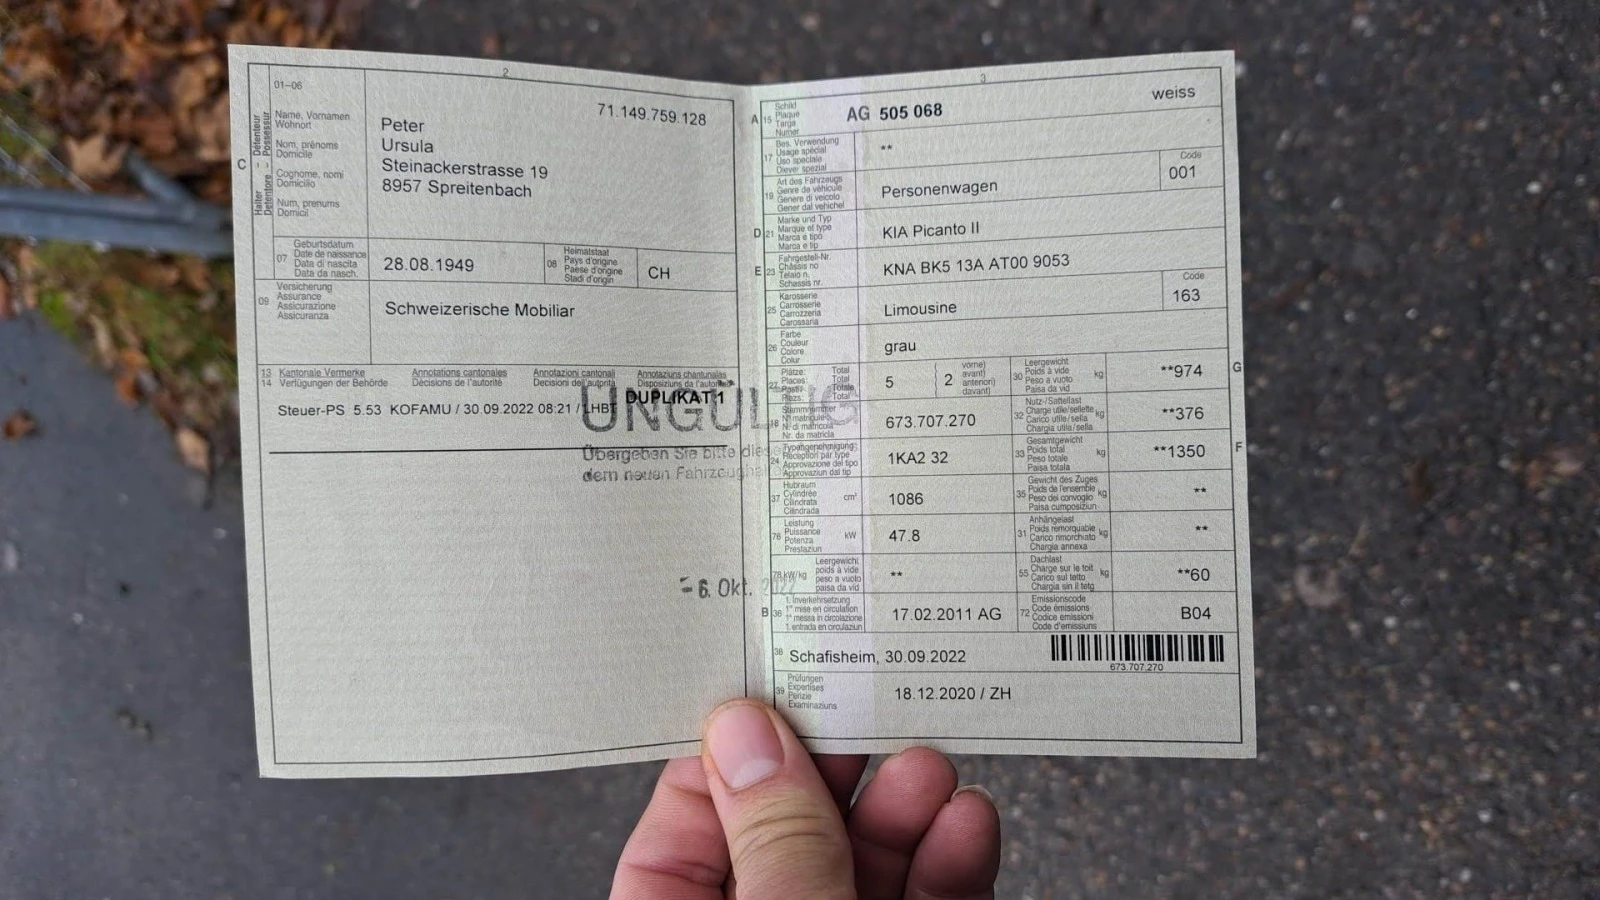 2
01–06
C
Halter – Détenteur
Detentore – Possessur
Name, Vornamen
Wohnort
Nom, prénoms
Domicile
Cognome, nomi
Domicilio
Num, prenums
Domicil
71.149.759.128
Peter
Ursula
Steinackerstrasse 19
8957 Spreitenbach
07
Geburtsdatum
Date de naissance
Data di nascita
Data da nasch.
28.08.1949
08
Heimatstaat
Pays d'origine
Paese d'origine
Stadi d'origin
CH
09
Versicherung
Assurance
Assicurazione
Assicuranza
Schweizerische Mobiliar
13 Kantonale Vermerke Annotations cantonales Annotazioni cantonali Annotaziuns chantunalas
14 Verfügungen der Behörde Décisions de l'autorité Decisioni dell'autorità Disposiziuns da l'autoritad
DUPLIKAT 1
Steuer-PS 5.53 KOFAMU / 30.09.2022 08:21 / LHBT
UNGÜLTIG
Übergeben Sie bitte
dem neuen
- 6. Okt. 2022
3
A 15
Schild
Plaque
Targa
Numer
AG 505 068
weiss
17
Bes. Verwendung
Usage spécial
Uso speciale
Diever spezial
**
19
Art des Fahrzeugs
Genre de véhicule
Genere di veicolo
Gener dal vehichel
Personenwagen
Code
001
D 21
Marke und Typ
Marque et type
Marca e tipo
Marca e tip
KIA Picanto II
E 23
Fahrgestell-Nr.
Châssis no
Telaio n.
Schassis nr.
KNA BK5 13A AT00 9053
25
Karosserie
Carrosserie
Carrozzeria
Carossaria
Limousine
Code
163
26
Farbe
Couleur
Colore
Colur
grau
27
Plätze: Total
Places: Total
Posti: Totale
Plazs: Total
5
2
vorne)
avant)
anteriori)
davant)
30
Leergewicht
Poids à vide
Peso a vuoto
Paisa da vid
kg
**974
G
18
Stammnummer
N° matricule
N. di matricola
Nr. da matricla
673.707.270
32
Nutz-/Sattellast
Charge utile/sellette
Carico utile/sella
Chargia utila/sella
kg
**376
24
Typengenehmigung
Réception par type
Approvazione del tipo
Approvaziun dal tip
1KA2 32
33
Gesamtgewicht
Poids total
Peso totale
Paisa totala
kg
**1350
F
37
Hubraum
Cylindrée
Cilindrata
Cilindrada
cm³
1086
35
Gewicht des Zuges
Poids de l'ensemble
Peso del convoglio
Paisa cumposiziun
kg
**
76
Leistung
Puissance
Potenza
Prestaziun
kW
47.8
31
Anhängelast
Poids remorquable
Carico rimorchiato
Chargia annexa
kg
**
78 kW/kg
Leergewicht
poids à vide
peso a vuoto
paisa da vid
**
55
Dachlast
Charge sur le toit
Carico sul tetto
Chargia sin il tetg
kg
**60
B 36
1. Inverkehrsetzung
1re mise en circulation
1a messa in circolazione
1. entrada en circulaziun
17.02.2011 AG
72
Emissionscode
Code émissions
Codice emissioni
Code d'emissiuns
B04
38
Schafisheim, 30.09.2022
673.707.270
39
Prüfungen
Expertises
Perizie
Examinaziuns
18.12.2020 / ZH